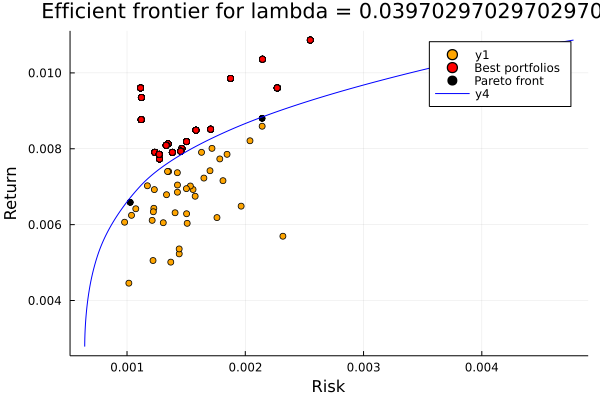 Efficient frontier for lambda = 0.03970297029702970
0.010
0.008
0.006
0.004
Return
y1
Best portfolios
Pareto front
y4
0.001
0.002
0.003
0.004
Risk